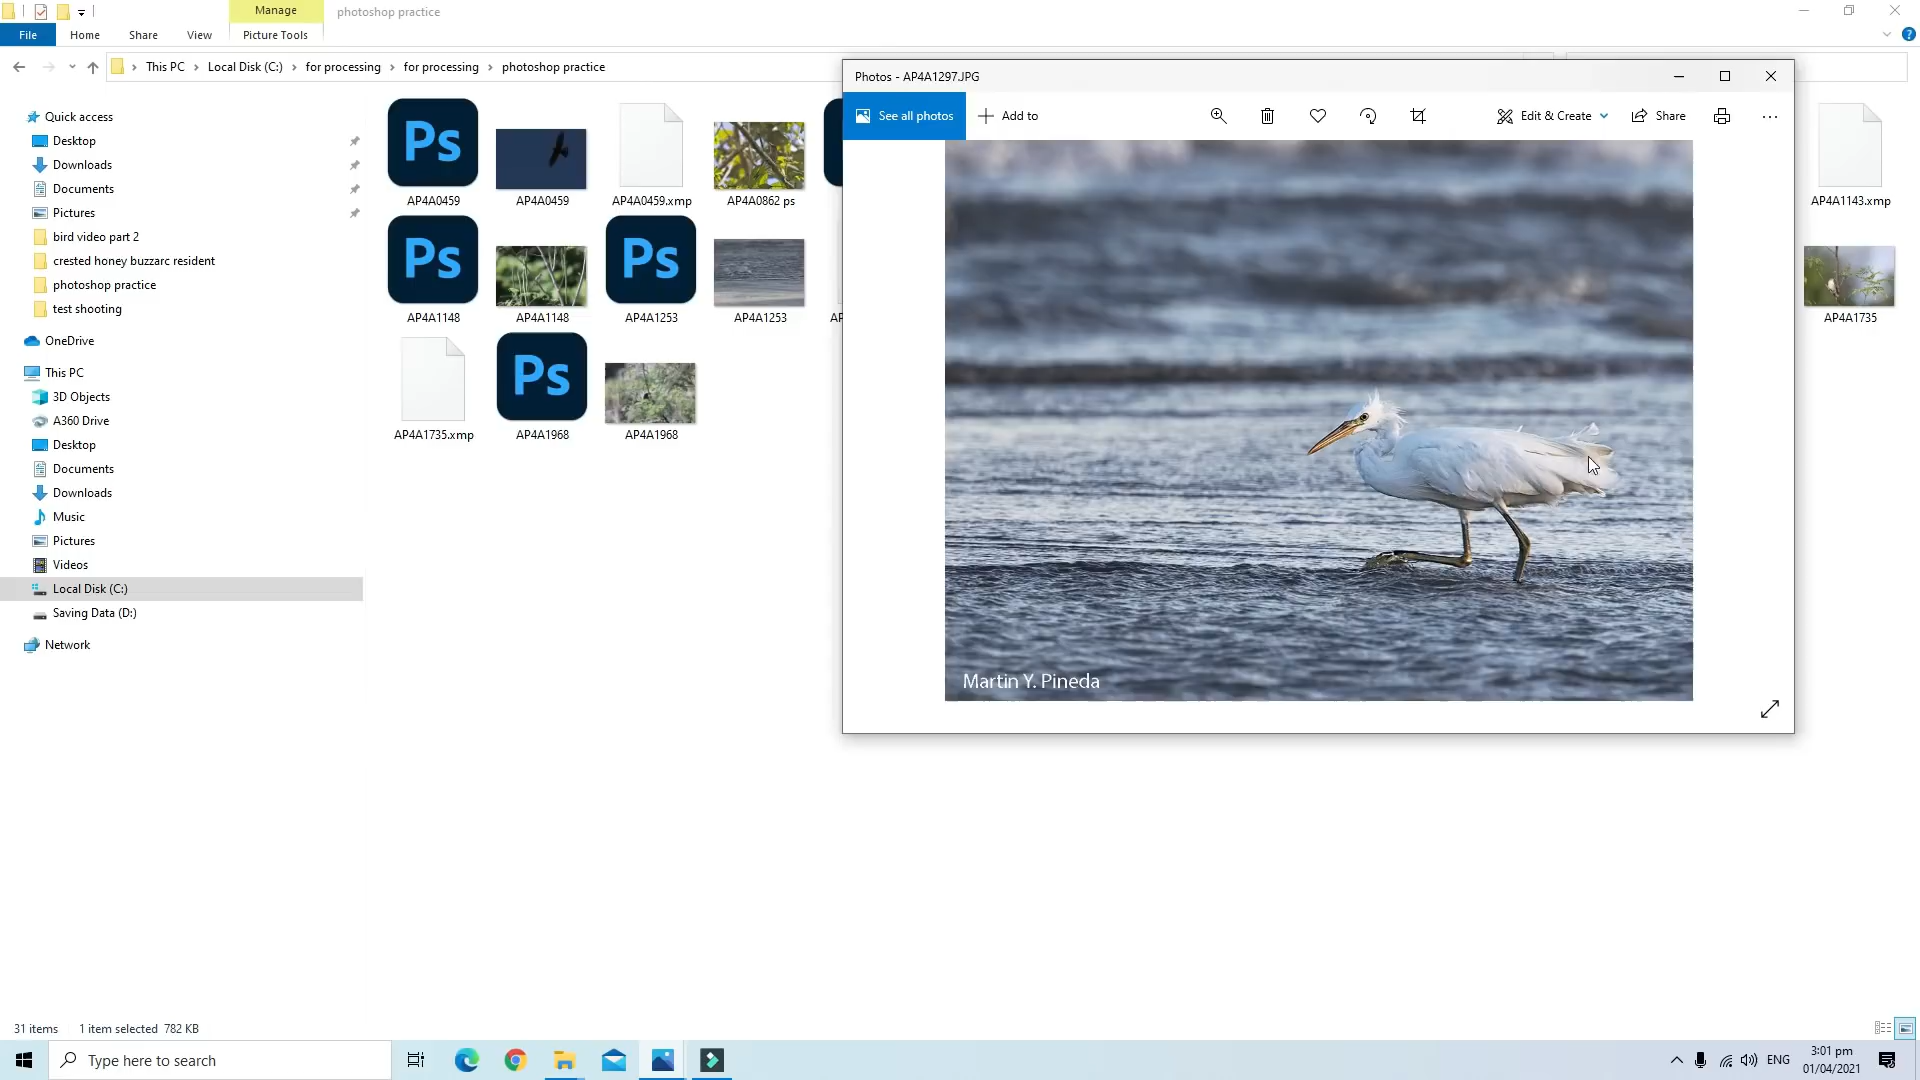 Manage
photoshop practice
File
Home
Share
View
Picture Tools
This PC
Local Disk (C:)
for processing
for processing
photoshop practice
Photos - AP4A1297.JPG
See all photos
Add to
Edit & Create
Share
Quick access
Desktop
Downloads
Documents
Pictures
bird video part 2
crested honey buzzarc resident
photoshop practice
test shooting
OneDrive
This PC
3D Objects
A360 Drive
Desktop
Documents
Downloads
Music
Pictures
Videos
Local Disk (C:)
Saving Data (D:)
Network
Ps
AP4A0459
AP4A0459
AP4A0459.xmp
AP4A0862 ps
AP4A1143.xmp
Ps
Ps
AP4A1148
AP4A1148
AP4A1253
AP4A1253
AP4A1735
Ps
AP4A1735.xmp
AP4A1968
AP4A1968
Martin Y. Pineda
31 items
1 item selected 782 KB
Type here to search
ENG
3:01 pm
01/04/2021